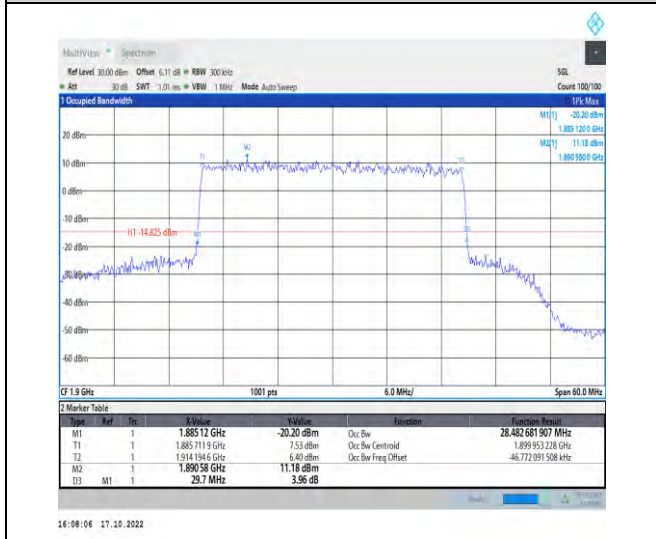 MultiView Spectrum
Ref Level 30.00 dBm Offset 6.11 dB RBW 300 kHz SGL
Att 30 dB SWT 1.01 ms VBW 1 MHz Mode Auto Sweep Count 100/100
1 Occupied Bandwidth 1Pk Max
M1[1] -20.20 dBm
1.885 120 0 GHz
M2[1] 11.18 dBm
1.890 580 0 GHz
20 dBm
10 dBm
0 dBm
-10 dBm
H1 -14.825 dBm
-20 dBm
-30 dBm
-40 dBm
-50 dBm
-60 dBm
T1
M2
M1
CF 1.9 GHz 1001 pts 6.0 MHz/ Span 60.0 MHz
2 Marker Table
Type Ref Trc X-Value Y-Value Function Function Result
M1 1 1.88512 GHz -20.20 dBm Occ Bw 28.482 681 907 MHz
T1 1 1.885 711 9 GHz 7.53 dBm Occ Bw Centroid 1.899 953 228 GHz
T2 1 1.914 194 6 GHz 6.40 dBm Occ Bw Freq Offset -46.772 091 508 kHz
M2 1 1.89058 GHz 11.18 dBm
D3 M1 1 29.7 MHz 3.96 dB
16:08:06 17.10.2022